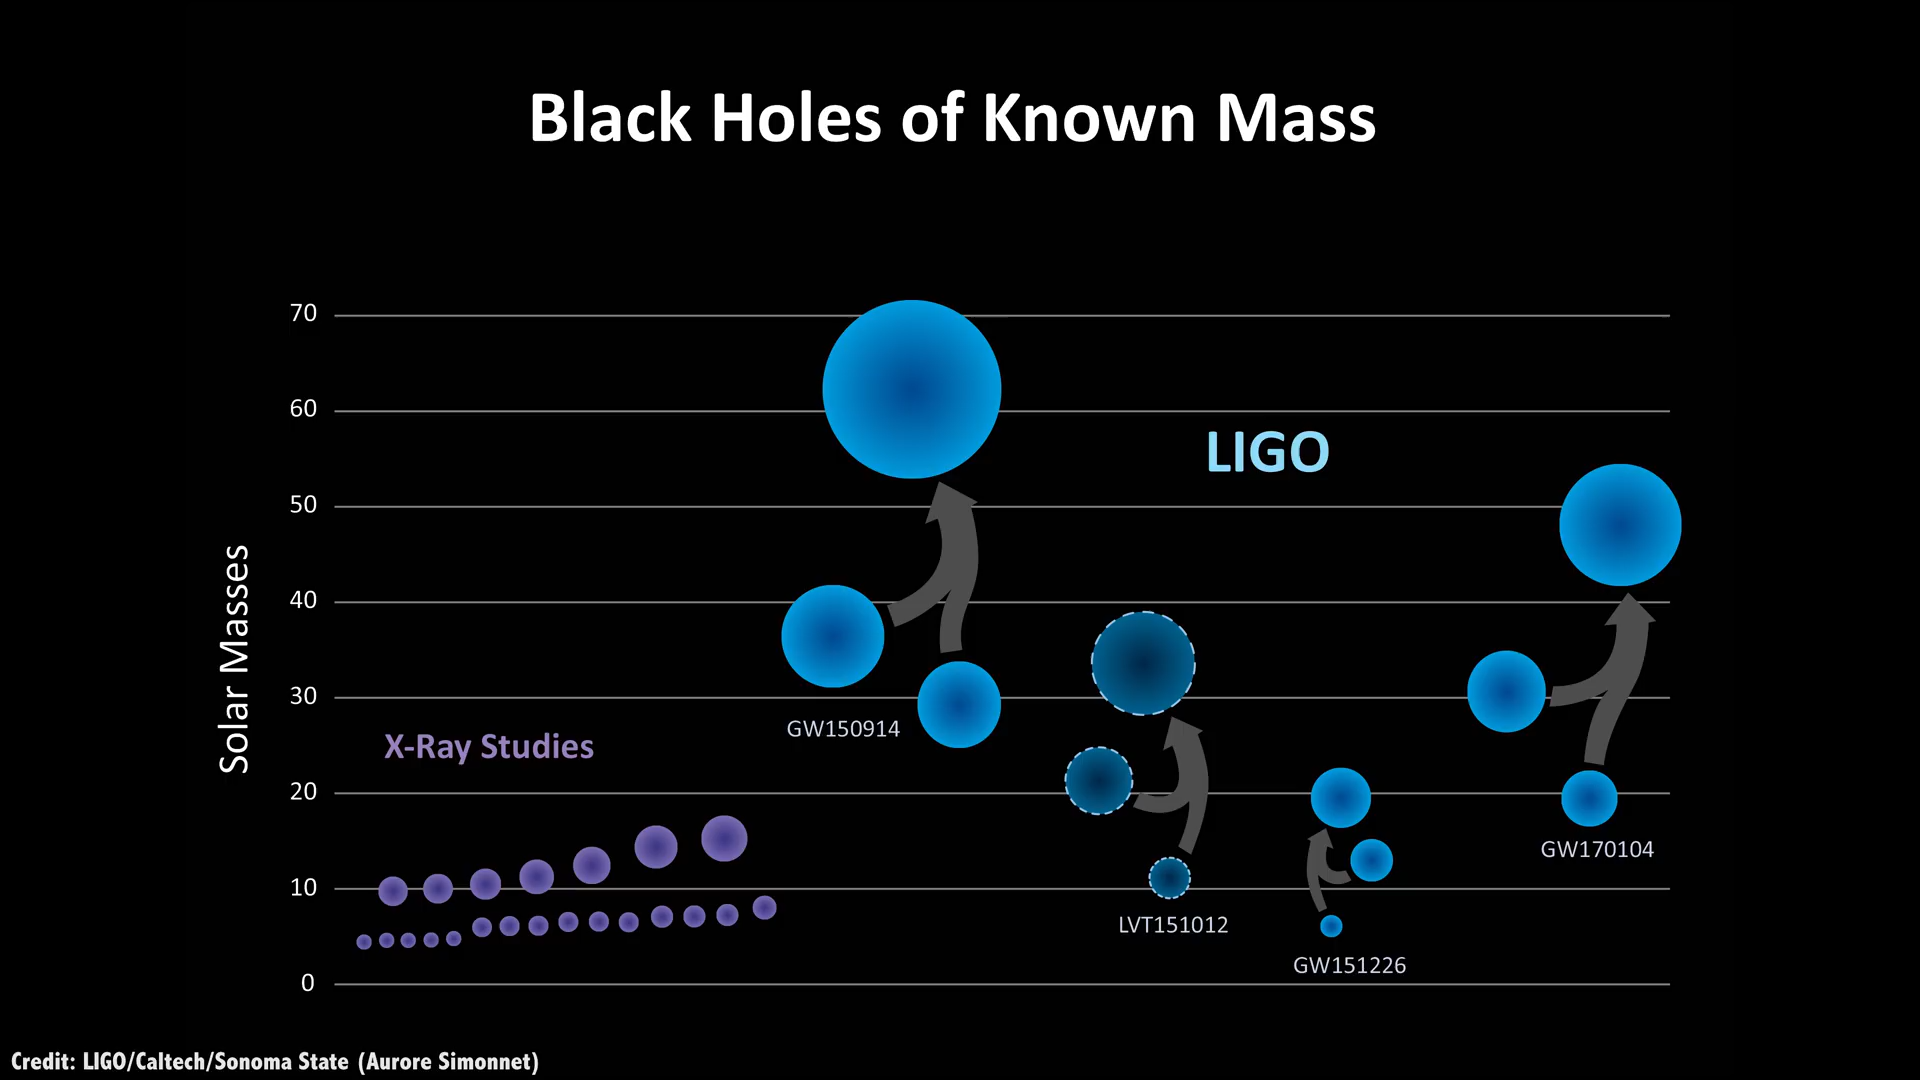 Black Holes of Known Mass
70
60
LIGO
50
Solar Masses
40
30
GW150914
X-Ray Studies
20
GW170104
10
LVT151012
GW151226
0
Credit: LIGO/Caltech/Sonoma State (Aurore Simonnet)